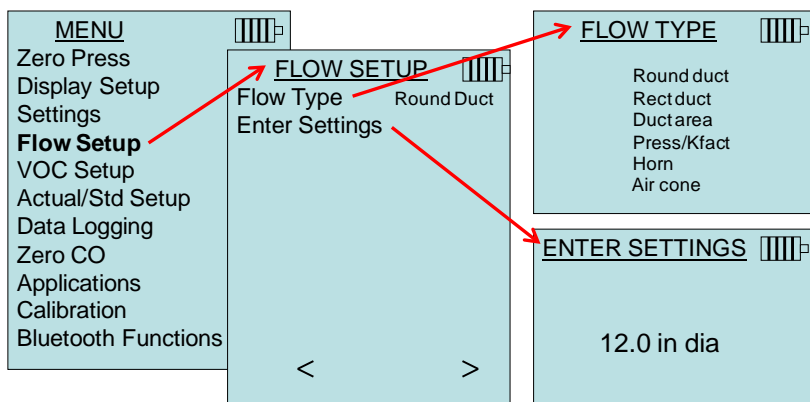 MENU
Zero Press
Display Setup
Settings
Flow Setup
VOC Setup
Actual/Std Setup
Data Logging
Zero CO
Applications
Calibration
Bluetooth Functions
FLOW SETUP
Flow Type Round Duct
Enter Settings
< >
FLOW TYPE
Round duct
Rect duct
Duct area
Press/Kfact
Horn
Air cone
ENTER SETTINGS
12.0 in dia